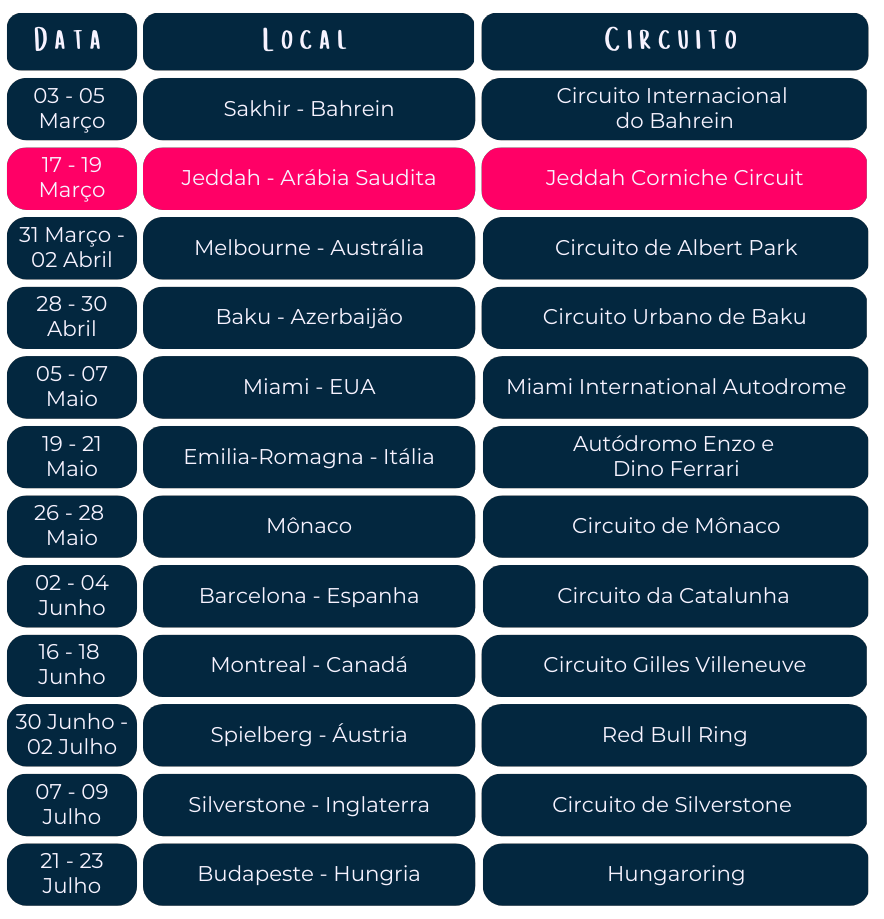 Data Local Circuito
03 - 05
Março
Sakhir - Bahrein
Circuito Internacional
do Bahrein
17 - 19
Março
Jeddah - Arábia Saudita
Jeddah Corniche Circuit
31 Março -
02 Abril
Melbourne - Austrália
Circuito de Albert Park
28 - 30
Abril
Baku - Azerbaijão
Circuito Urbano de Baku
05 - 07
Maio
Miami - EUA
Miami International Autodrome
19 - 21
Maio
Emilia-Romagna - Itália
Autódromo Enzo e
Dino Ferrari
26 - 28
Maio
Mônaco
Circuito de Mônaco
02 - 04
Junho
Barcelona - Espanha
Circuito da Catalunha
16 - 18
Junho
Montreal - Canadá
Circuito Gilles Villeneuve
30 Junho -
02 Julho
Spielberg - Áustria
Red Bull Ring
07 - 09
Julho
Silverstone - Inglaterra
Circuito de Silverstone
21 - 23
Julho
Budapeste - Hungria
Hungaroring